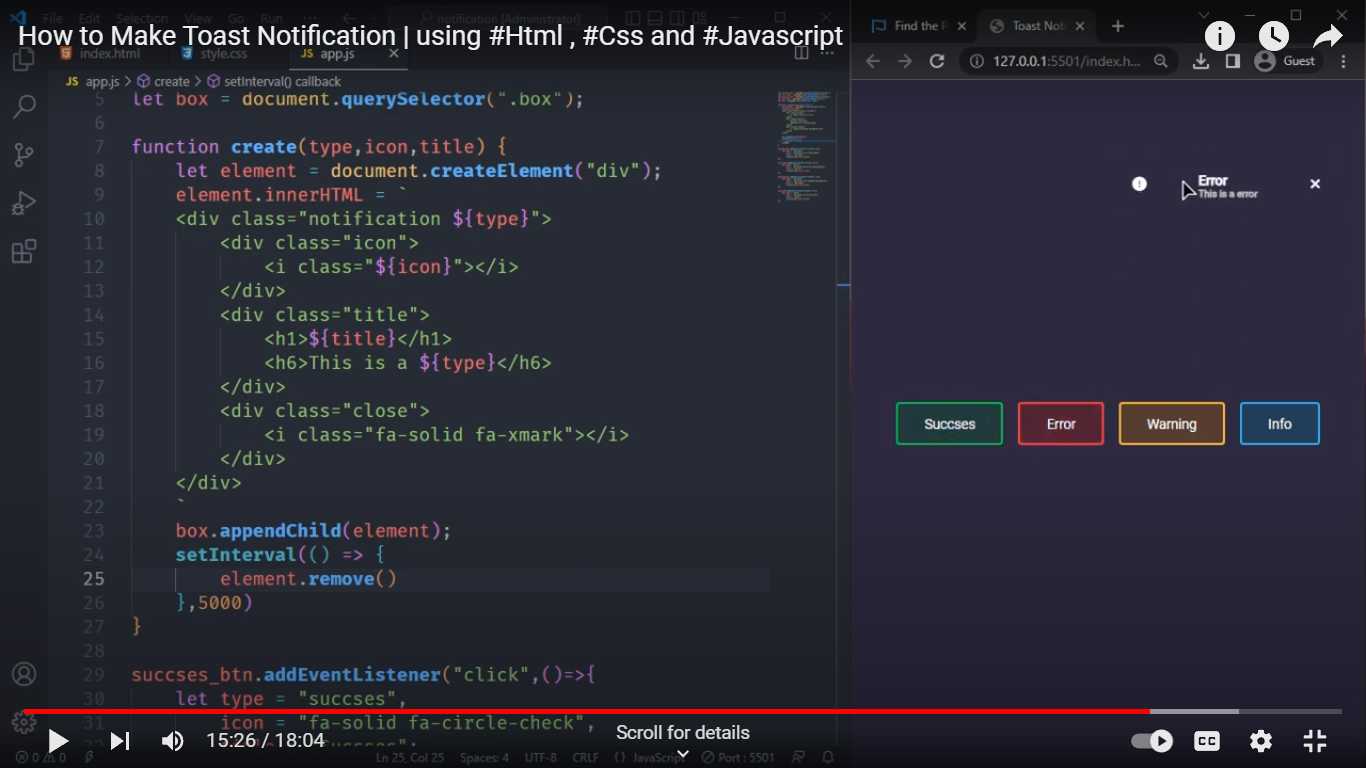 File Edit Selection View Go Run ... notification [Administrator]
How to Make Toast Notification | using #Html , #Css and #Javascript
index.html style.css JS app.js
JS app.js > create > setInterval() callback
5 let box = document.querySelector(".box");
6
7 function create(type,icon,title) {
8 let element = document.createElement("div");
9 element.innerHTML = `
10 <div class="notification ${type}">
11 <div class="icon">
12 <i class="${icon}"></i>
13 </div>
14 <div class="title">
15 <h1>${title}</h1>
16 <h6>This is a ${type}</h6>
17 </div>
18 <div class="close">
19 <i class="fa-solid fa-xmark"></i>
20 </div>
21 </div>
22 `
23 box.appendChild(element);
24 setInterval(() => {
25 element.remove()
26 },5000)
27 }
28
29 succses_btn.addEventListener("click",()=>{
30 let type = "succses",
31 icon = "fa-solid fa-circle-check",
0 0 Ln 25, Col 25 Spaces: 4 UTF-8 CRLF {} JavaScript Port : 5501
Find the Toast Not
127.0.0.1:5501/index.h... Guest
Error
This is a error
Succses Error Warning Info
15:26 / 18:04
Scroll for details
CC